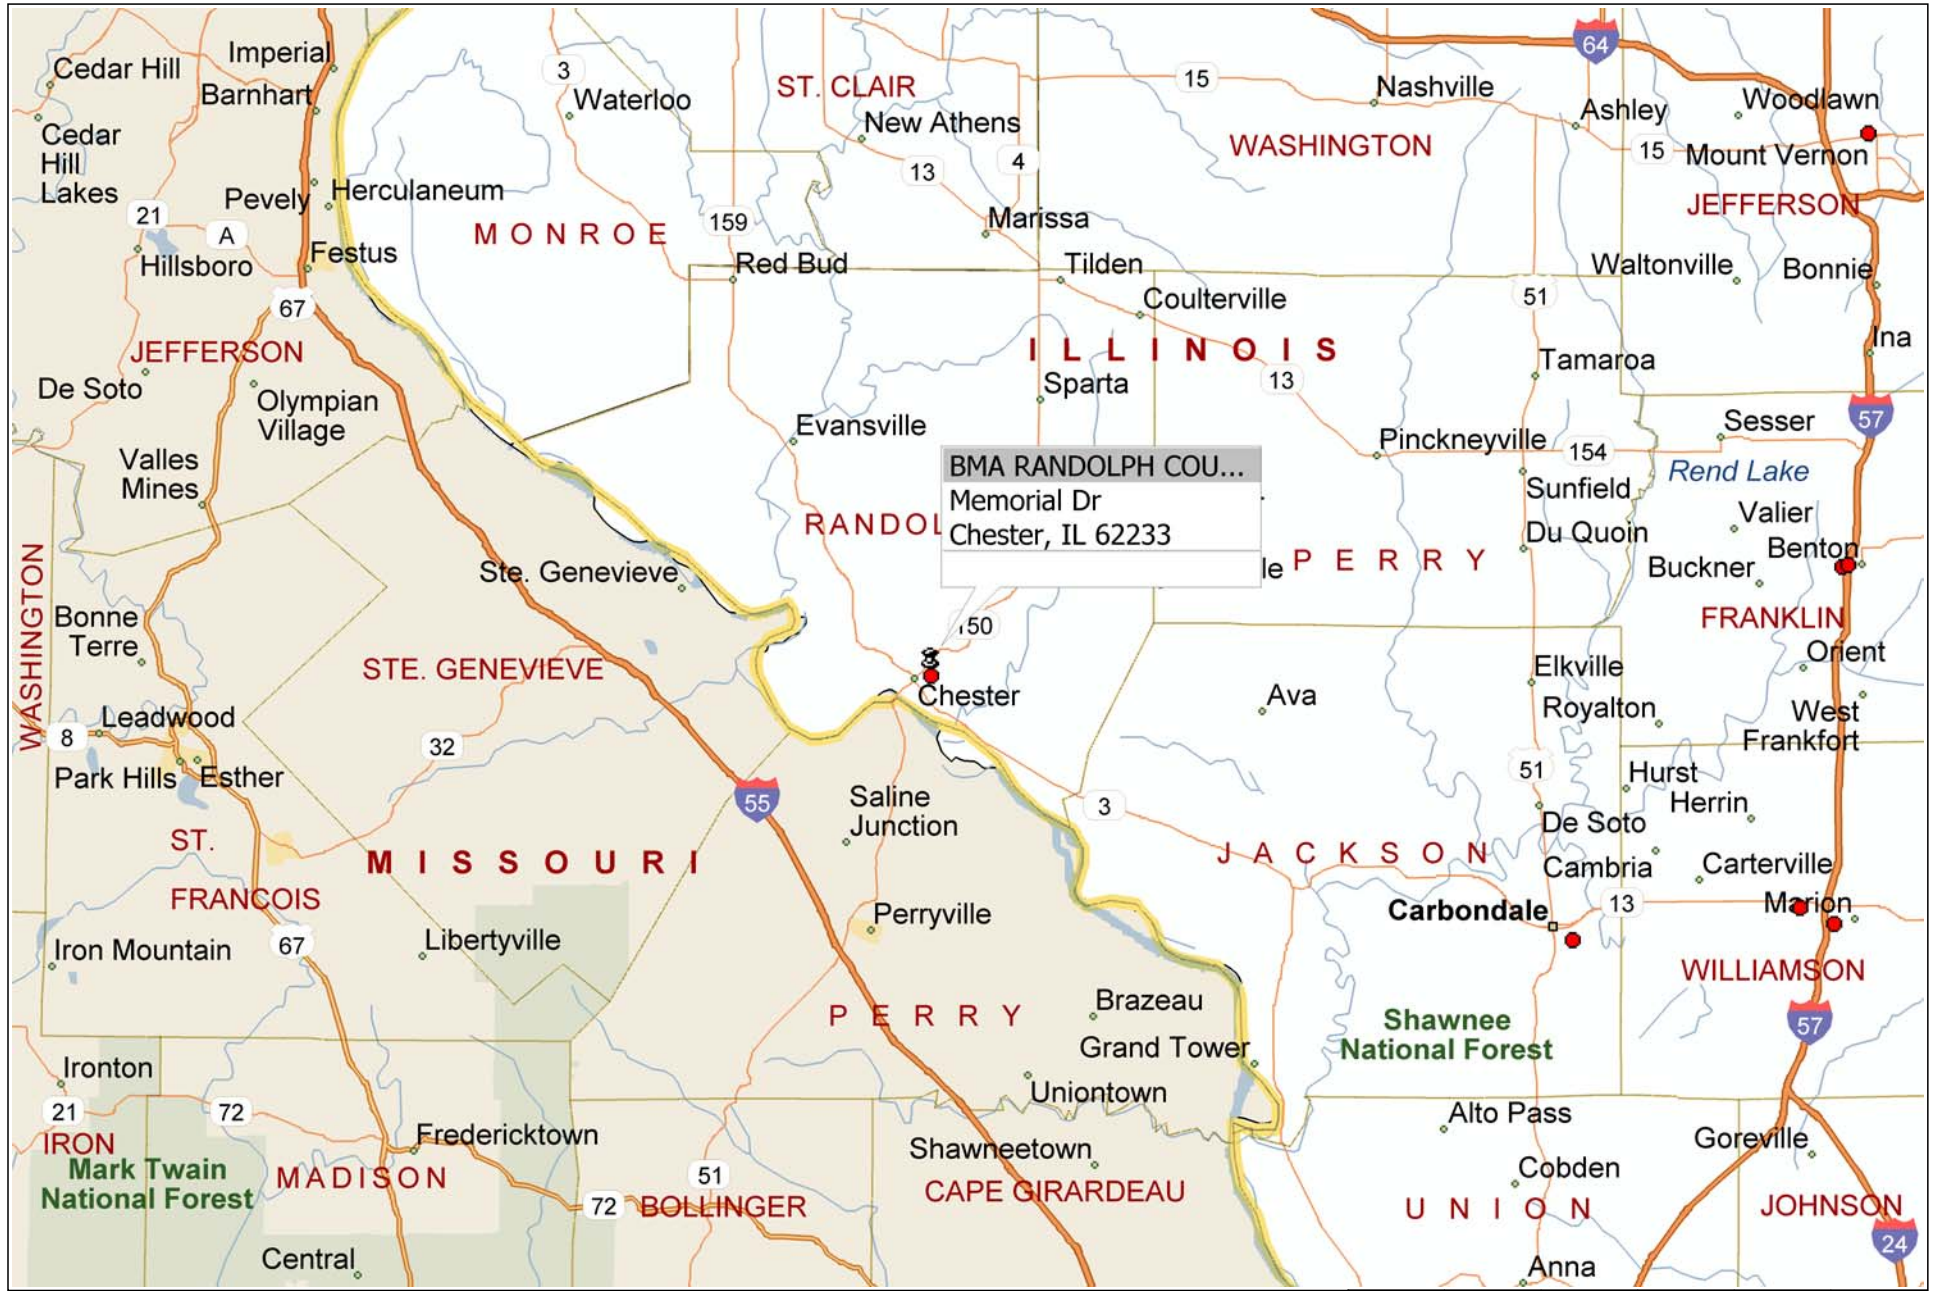 Imperial
64
Cedar Hill
Barnhart
3
Waterloo
ST. CLAIR
15
Nashville
Woodlawn
Ashley
Cedar
Hill
Lakes
New Athens
WASHINGTON
15
Mount Vernon
13
4
Pevely
Herculaneum
21
A
MONROE
159
Marissa
JEFFERSON
Hillsboro
Festus
Red Bud
Tilden
Waltonville
Bonnie
67
Coulterville
51
JEFFERSON
ILLINOIS
Ina
De Soto
Olympian
Village
Sparta
13
Tamaroa
57
Evansville
Pinckneyville
154
Sesser
Valles
Mines
BMA RANDOLPH COU...
Memorial Dr
Chester, IL 62233
Rend Lake
Sunfield
RANDOL
Valier
Du Quoin
Benton
WASHINGTON
Ste. Genevieve
le
PERRY
Buckner
Bonne
Terre
150
FRANKLIN
STE. GENEVIEVE
Elkville
Orient
Chester
Ava
Royalton
West
Frankfort
Leadwood
8
32
Park Hills
Esther
51
Hurst
Herrin
55
Saline
Junction
3
De Soto
ST.
FRANCOIS
MISSOURI
JACKSON
Cambria
Carterville
Perryville
Carbondale
13
Marion
67
Iron Mountain
Libertyville
WILLIAMSON
Brazeau
PERRY
Shawnee
National Forest
57
Grand Tower
Ironton
Uniontown
21
72
Alto Pass
IRON
Fredericktown
Shawneetown
Goreville
Mark Twain
National Forest
MADISON
51
Cobden
72
BOLLINGER
CAPE GIRARDEAU
UNION
JOHNSON
24
Central
Anna